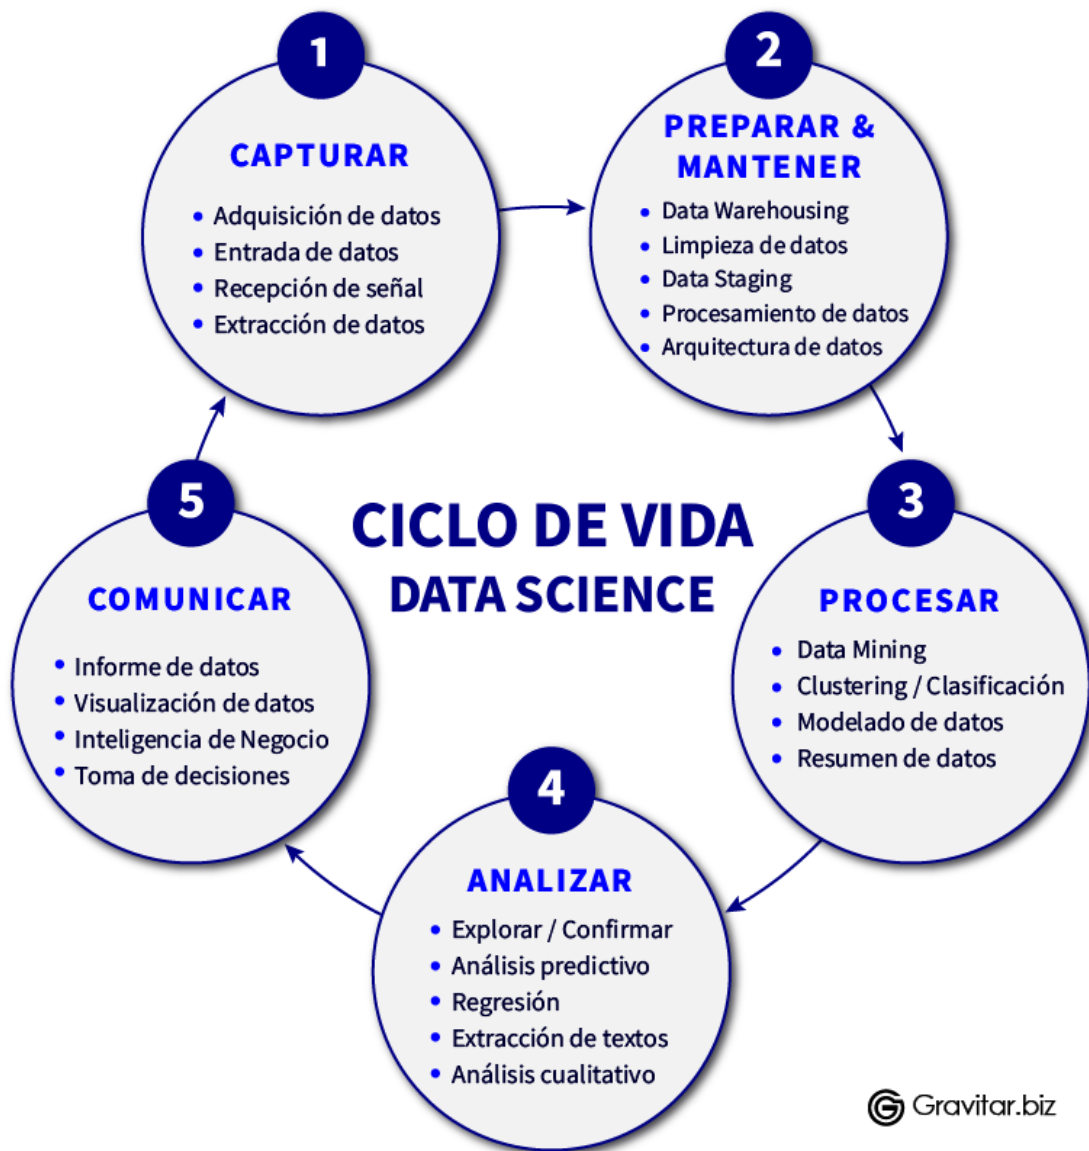 1
CAPTURAR
Adquisición de datos
Entrada de datos
Recepción de señal
Extracción de datos
2
PREPARAR &
MANTENER
Data Warehousing
Limpieza de datos
Data Staging
Procesamiento de datos
Arquitectura de datos
CICLO DE VIDA
DATA SCIENCE
3
PROCESAR
Data Mining
Clustering / Clasificación
Modelado de datos
Resumen de datos
4
ANALIZAR
Explorar / Confirmar
Análisis predictivo
Regresión
Extracción de textos
Análisis cualitativo
5
COMUNICAR
Informe de datos
Visualización de datos
Inteligencia de Negocio
Toma de decisiones
Gravitar.biz